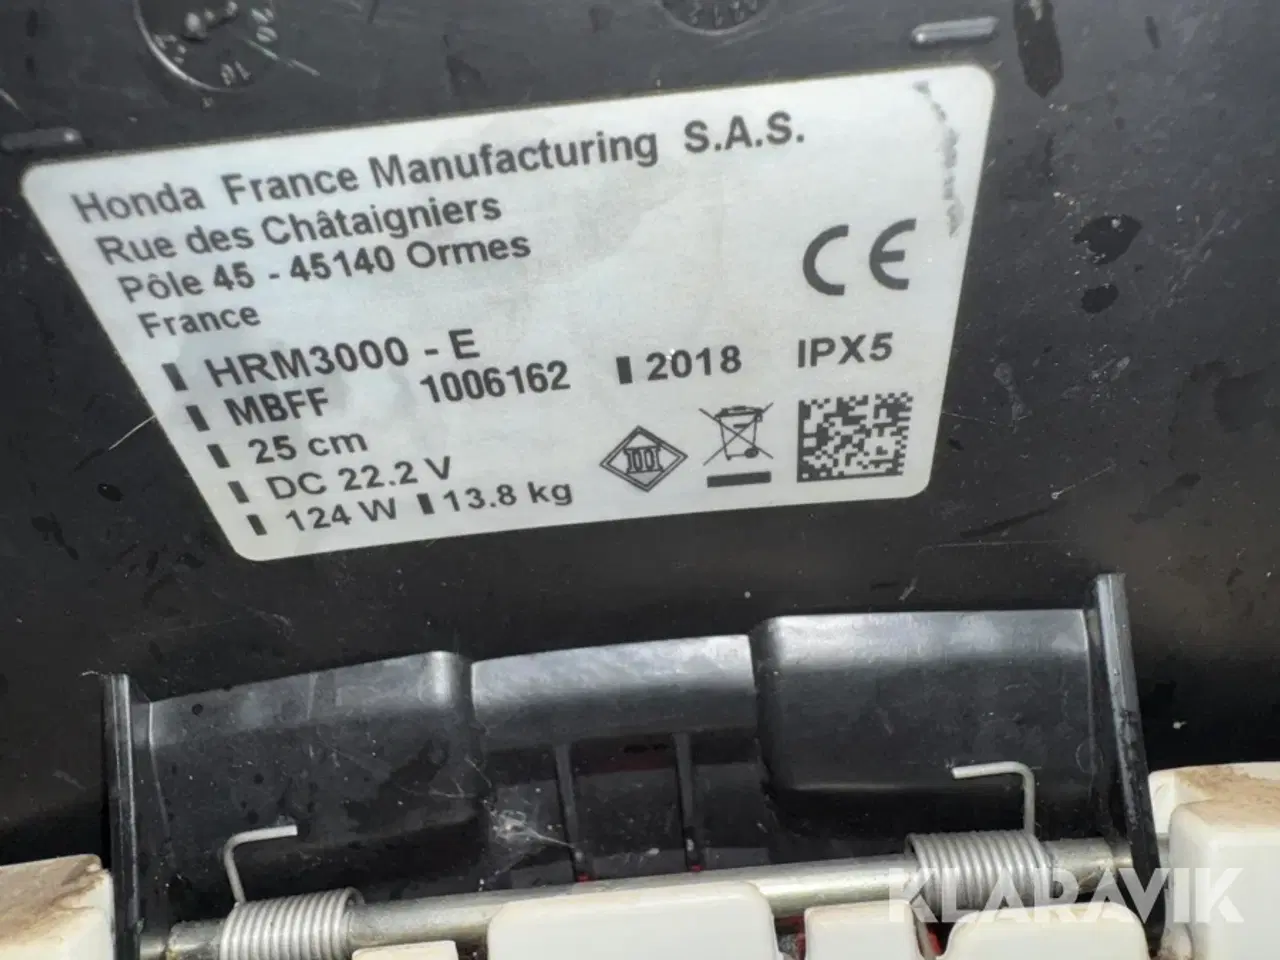 Honda France Manufacturing S.A.S.
Rue des Châtaigniers
Pôle 45 - 45140 Ormes
France
CE
HRM3000 - E
MBFF 1006162 2018 IPX5
25 cm
DC 22.2 V
124 W 13.8 kg
III
KLARAVIK